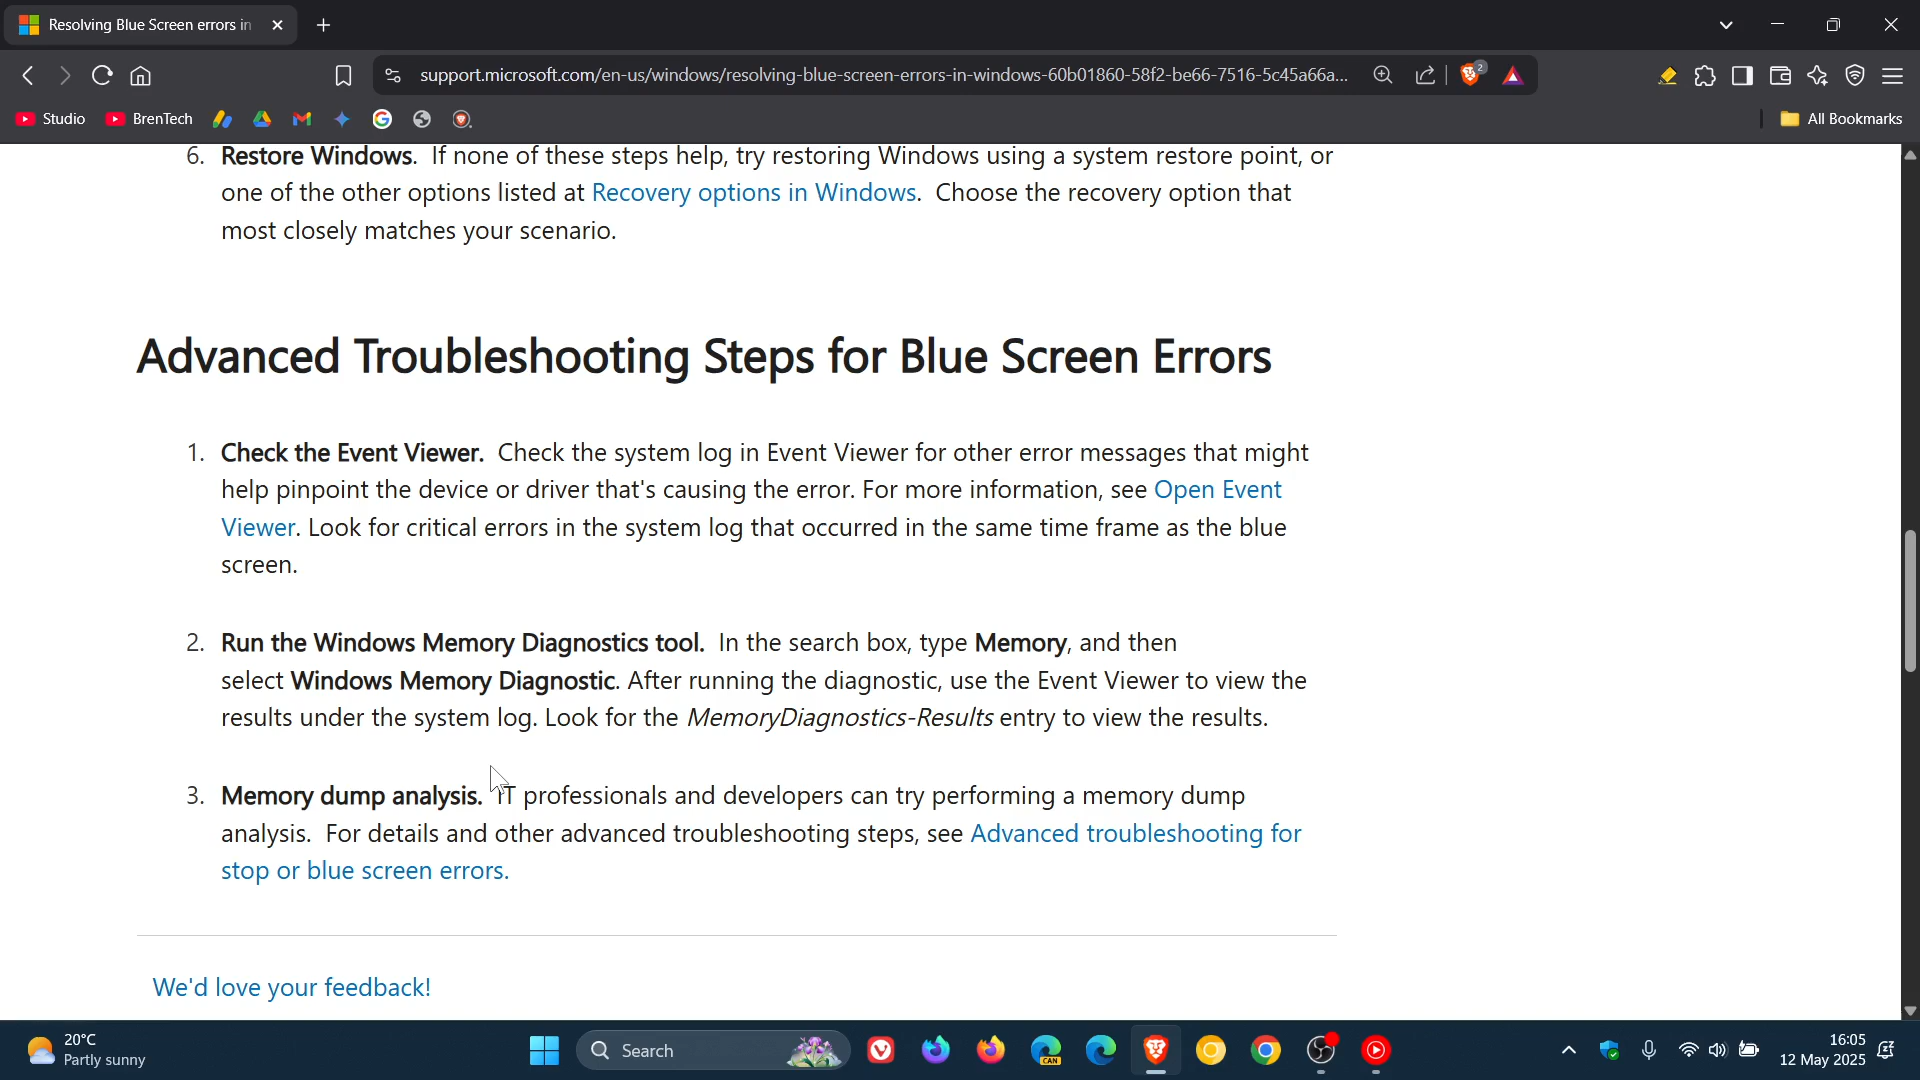 Resolving Blue Screen errors in
support.microsoft.com/en-us/windows/resolving-blue-screen-errors-in-windows-60b01860-58f2-be66-7516-5c45a66a...
2
Studio
BrenTech
All Bookmarks
6. Restore Windows. If none of these steps help, try restoring Windows using a system restore point, or
one of the other options listed at Recovery options in Windows. Choose the recovery option that
most closely matches your scenario.
Advanced Troubleshooting Steps for Blue Screen Errors
1. Check the Event Viewer. Check the system log in Event Viewer for other error messages that might
help pinpoint the device or driver that's causing the error. For more information, see Open Event
Viewer. Look for critical errors in the system log that occurred in the same time frame as the blue
screen.
2. Run the Windows Memory Diagnostics tool. In the search box, type Memory, and then
select Windows Memory Diagnostic. After running the diagnostic, use the Event Viewer to view the
results under the system log. Look for the MemoryDiagnostics-Results entry to view the results.
3. Memory dump analysis. IT professionals and developers can try performing a memory dump
analysis. For details and other advanced troubleshooting steps, see Advanced troubleshooting for
stop or blue screen errors.
We'd love your feedback!
20°C
Partly sunny
Search
CAN
16:05
12 May 2025